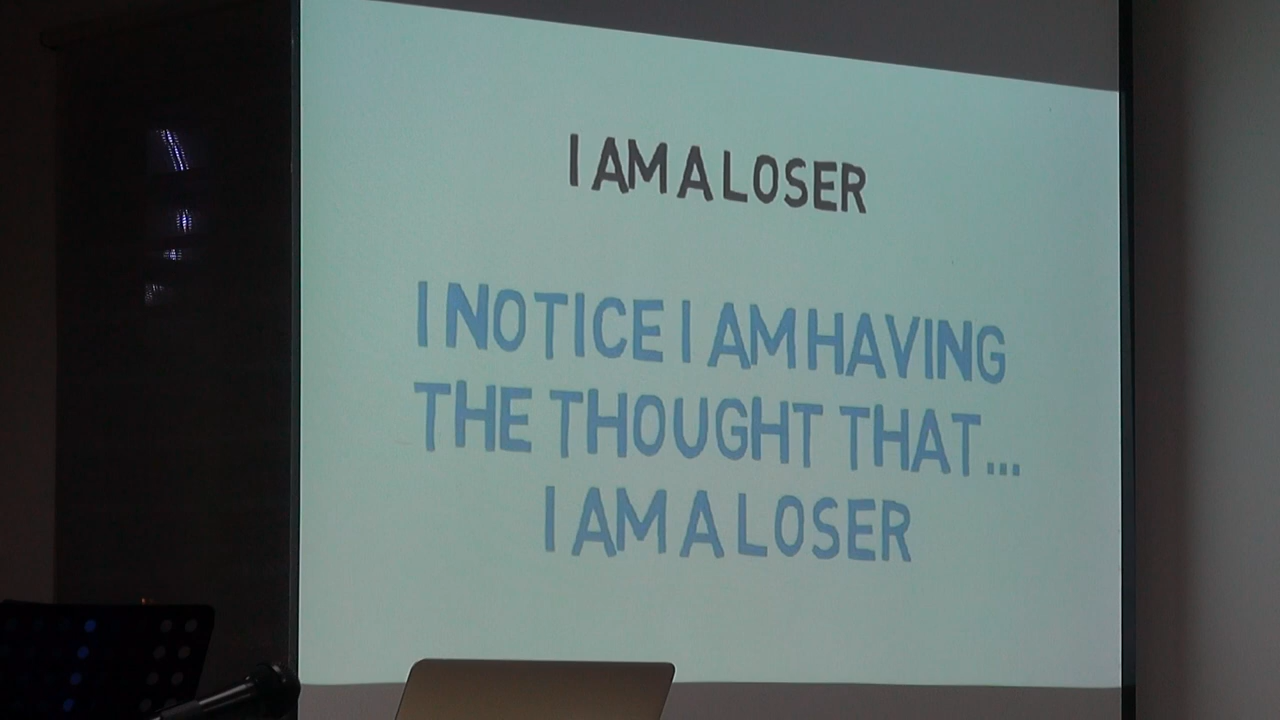 I AM A LOSER
I NOTICE I AM HAVING
THE THOUGHT THAT...
I AM A LOSER